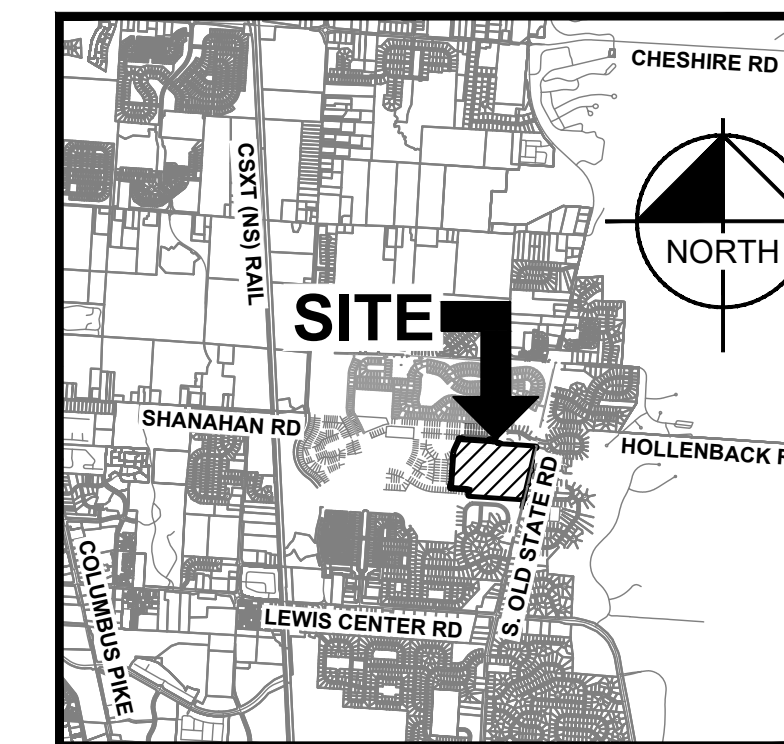 CHESHIRE RD
CSXT (NS) RAIL
NORTH
SITE
SHANAHAN RD
HOLLENBACK R
S. OLD STATE RD
COLUMBUS PIKE
LEWIS CENTER RD